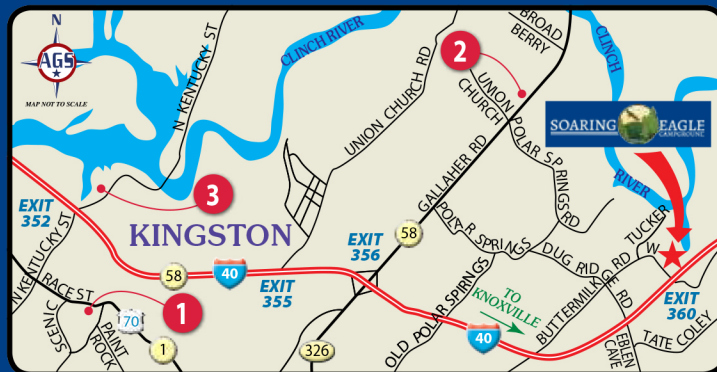 N
AGS
MAP NOT TO SCALE
N KENTUCKY ST
CLINCH RIVER
UNION CHURCH RD
2
BROAD
BERRY
UNION
CHURCH
POLAR SPRINGS RD
GALLAHER RD
CLINCH
RIVER
SOARING EAGLE
CAMPGROUND
3
EXIT
352
KINGSTON
N KENTUCKY ST
58
40
EXIT
355
EXIT
356
58
POLAR SPRINGS
DUG RIDGE RD
BUTTERMILK RD
W TUCKER
EXIT
360
RACE ST
1
70
1
SCENIC
PAINT
ROCK
326
OLD POLAR SPIRNGS
TO
KNOXVILLE
40
EBLEN
CAVE
TATE COLEY